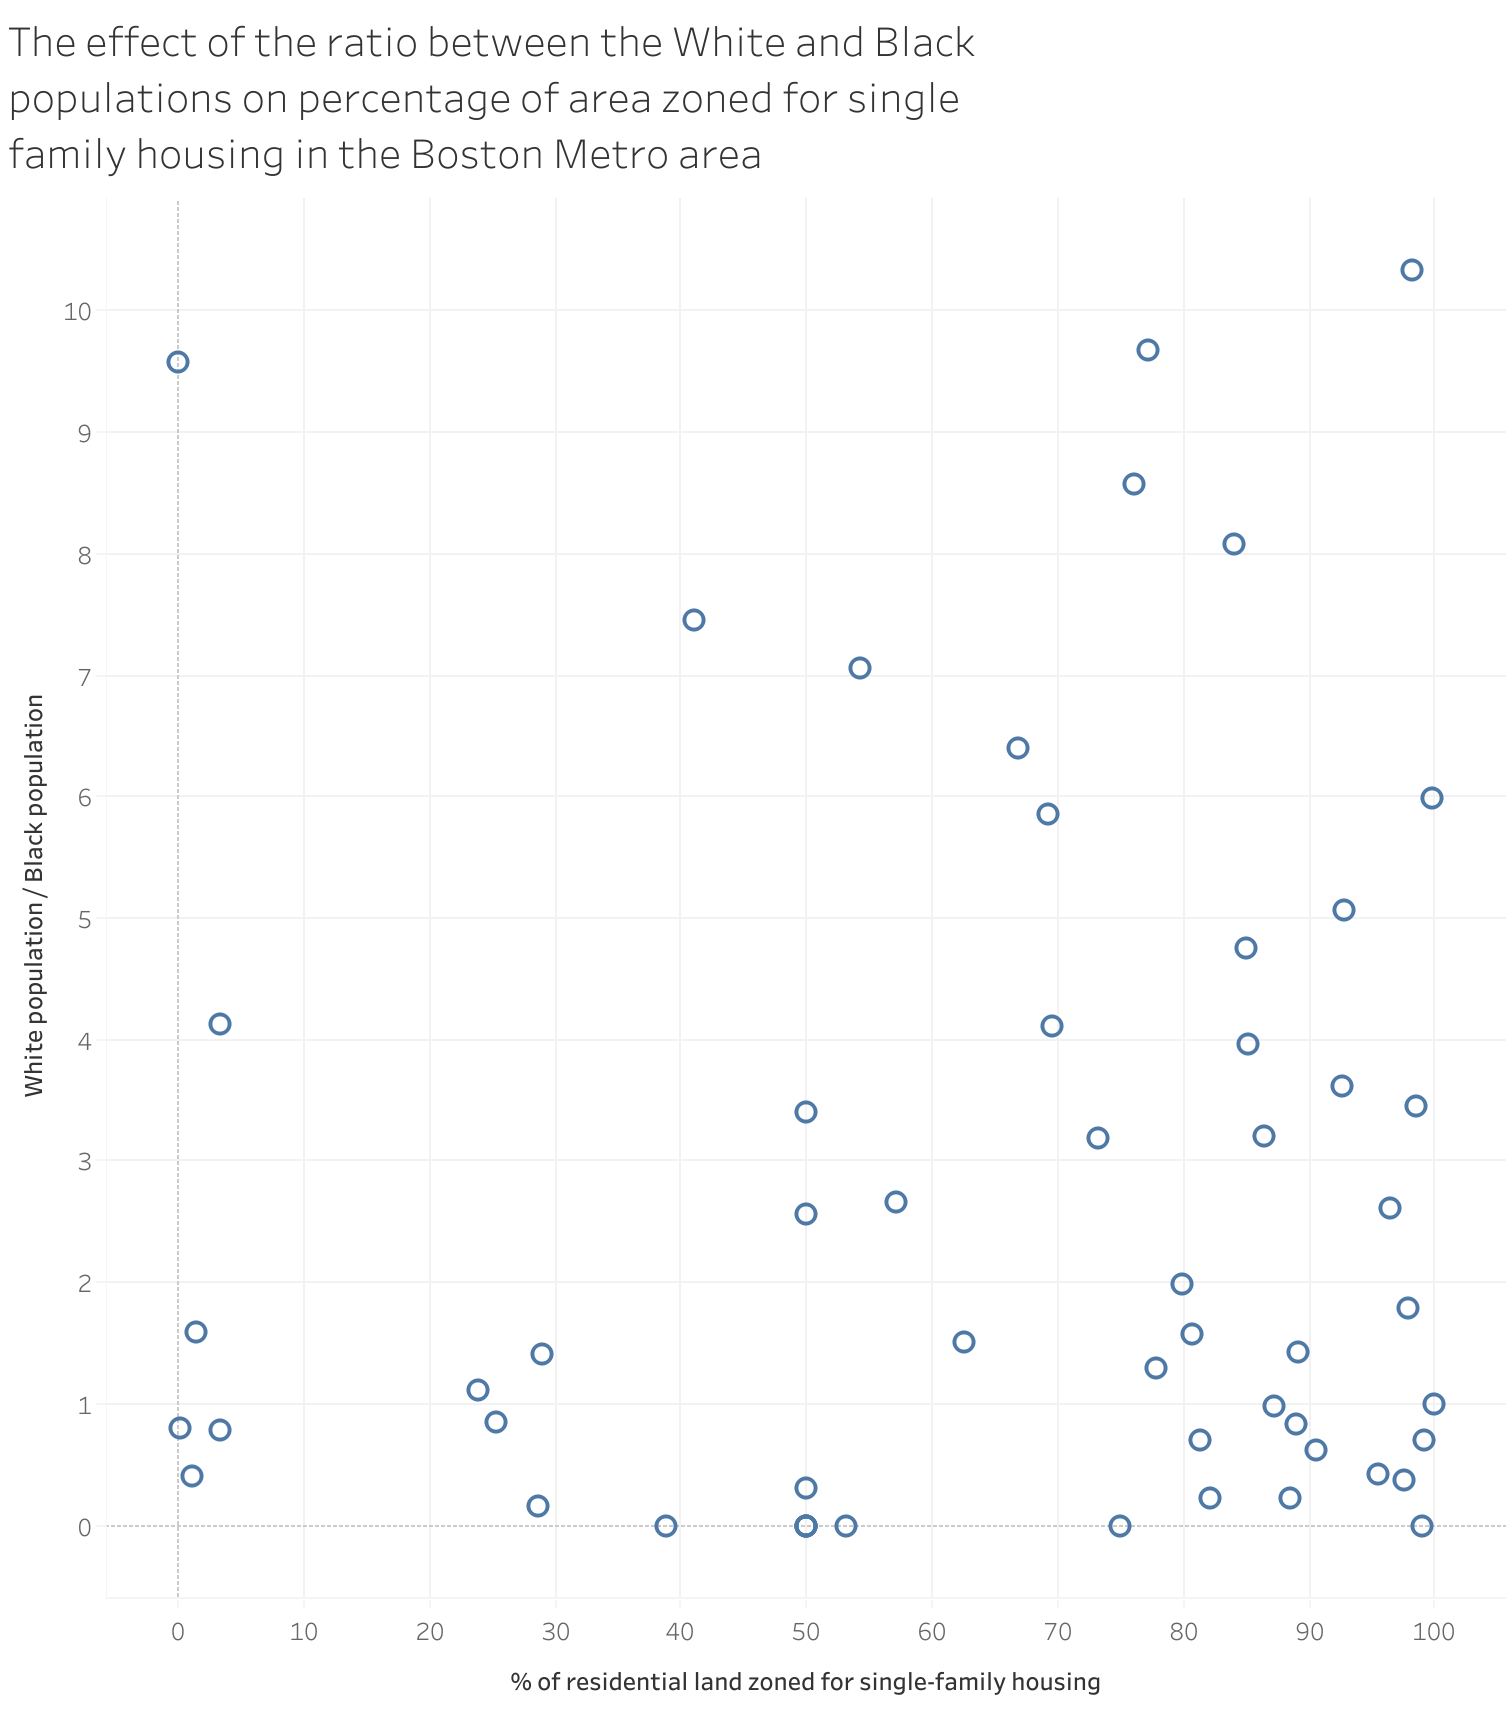 The effect of the ratio between the White and Black
populations on percentage of area zoned for single
family housing in the Boston Metro area
10
9
8
7
6
5
4
3
2
1
0
White population / Black population
0 10 20 30 40 50 60 70 80 90 100
% of residential land zoned for single-family housing